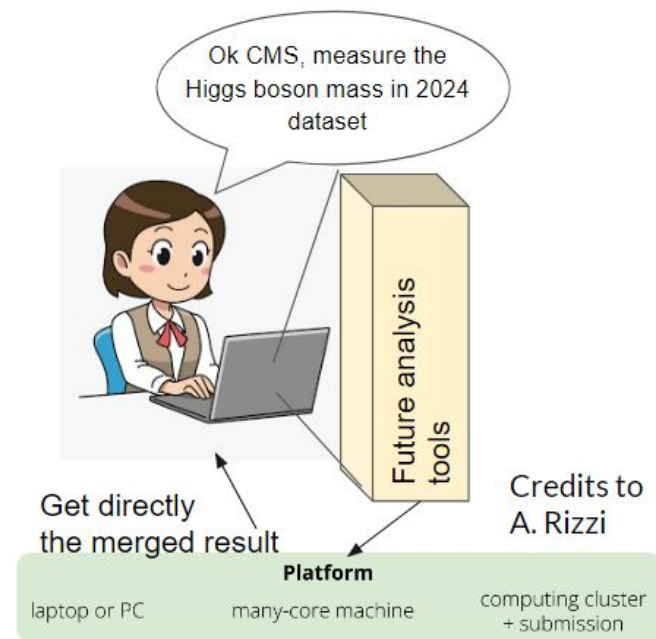 Ok CMS, measure the
Higgs boson mass in 2024
dataset
Future analysis
tools
Get directly
the merged result
Credits to
A. Rizzi
Platform
laptop or PC
many-core machine
computing cluster
+ submission